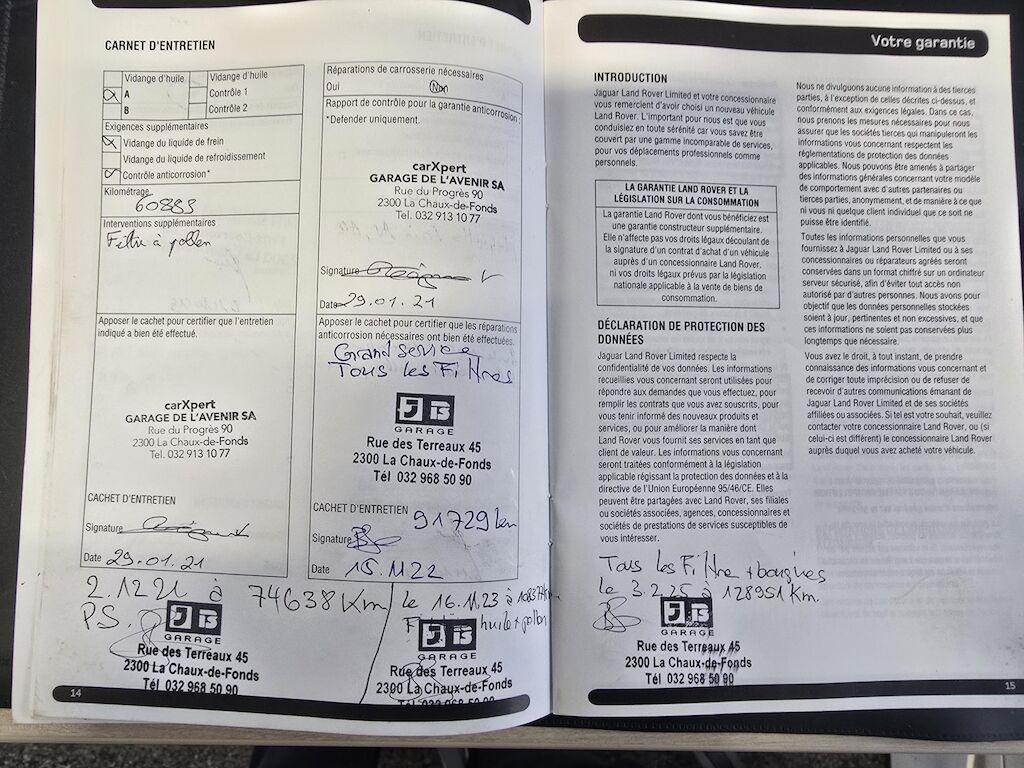 CARNET D'ENTRETIEN
Vidange d'huile
A
B
Vidange d'huile
Contrôle 1
Contrôle 2
Exigences supplémentaires
Vidange du liquide de frein
Vidange du liquide de refroidissement
Contrôle anticorrosion*
Kilométrage
60885
Interventions supplémentaires
Filtre à pollen
Apposer le cachet pour certifier que l'entretien
indiqué a bien été effectué.
carXpert
GARAGE DE L'AVENIR SA
Rue du Progrès 90
2300 La Chaux-de-Fonds
Tel. 032 913 10 77
CACHET D'ENTRETIEN
Signature
Date 29.01.21
Réparations de carrosserie nécessaires
Oui Non
Rapport de contrôle pour la garantie anticorrosion :
*Defender uniquement.
carXpert
GARAGE DE L'AVENIR SA
Rue du Progrès 90
2300 La Chaux-de-Fonds
Tel. 032 913 10 77
Signature
Date 29.01.21
Apposer le cachet pour certifier que les réparations
anticorrosion nécessaires ont bien été effectuées.
Grand service
Tous les Filtres
JB
GARAGE
Rue des Terreaux 45
2300 La Chaux-de-Fonds
Tél 032 968 50 90
CACHET D'ENTRETIEN
91729 km
Signature
Date 15.11.22
2.12.21 à 74638 Km
P.S.
JB
GARAGE
Rue des Terreaux 45
2300 La Chaux-de-Fonds
Tél 032 968 50 90
le 16.11.23 à 108377 km
huile + pollen
JB
GARAGE
Rue des Terreaux 45
2300 La Chaux-de-Fonds
Tél 032 968 50 90
14
Votre garantie
INTRODUCTION
Jaguar Land Rover Limited et votre concessionnaire
vous remercient d'avoir choisi un nouveau véhicule
Land Rover. L'important pour nous est que vous
conduisiez en toute sérénité car vous savez être
couvert par une gamme incomparable de services,
pour vos déplacements professionnels comme
personnels.
LA GARANTIE LAND ROVER ET LA
LÉGISLATION SUR LA CONSOMMATION
La garantie Land Rover dont vous bénéficiez est
une garantie constructeur supplémentaire.
Elle n'affecte pas vos droits légaux découlant de
la signature d'un contrat d'achat d'un véhicule
auprès d'un concessionnaire Land Rover.
ni vos droits légaux prévus par la législation
nationale applicable à la vente de biens de
consommation.
DÉCLARATION DE PROTECTION DES
DONNÉES
Jaguar Land Rover Limited respecte la
confidentialité de vos données. Les informations
recueillies vous concernant seront utilisées pour
répondre aux demandes que vous effectuez, pour
remplir les contrats que vous avez souscrits, pour
vous tenir informé des nouveaux produits et
services, ou pour améliorer la manière dont
Land Rover vous fournit ses services en tant que
client de valeur. Les informations vous concernant
seront traitées conformément à la législation
applicable régissant la protection des données et à la
directive de l'Union Européenne 95/46/CE. Elles
peuvent être partagées avec Land Rover, ses filiales
ou sociétés associées, agences, concessionnaires et
sociétés de prestations de services susceptibles de
vous intéresser.
Nous ne divulguons aucune information à des tierces
parties, à l'exception de celles décrites ci-dessus, et
conformément aux exigences légales. Dans ce cas,
nous prenons les mesures nécessaires pour nous
assurer que les sociétés tierces qui manipuleront les
informations vous concernant respectent les
réglementations de protection des données
applicables. Nous pouvons être amenés à partager
des informations générales concernant votre modèle
de comportement avec d'autres partenaires ou
tierces parties, anonymement, et de manière à ce que
ni vous ni quelque client individuel que ce soit ne
puisse être identifié.
Toutes les informations personnelles que vous
fournissez à Jaguar Land Rover Limited ou à ses
concessionnaires ou réparateurs agréés seront
conservées dans un format chiffré sur un ordinateur
serveur sécurisé, afin d'éviter tout accès non
autorisé par d'autres personnes. Nous avons pour
objectif que les données personnelles stockées
soient à jour, pertinentes et non excessives, et que
ces informations ne soient pas conservées plus
longtemps que nécessaire.
Vous avez le droit, à tout instant, de prendre
connaissance des informations vous concernant et
de corriger toute imprécision ou de refuser de
recevoir d'autres communications émanant de
Jaguar Land Rover Limited et de ses sociétés
affiliées ou associées. Si tel est votre souhait, veuillez
contacter votre concessionnaire Land Rover, ou (si
celui-ci est différent) le concessionnaire Land Rover
auprès duquel vous avez acheté votre véhicule.
Tous les Filtre + bougies
le 3.2.25 à 128951 Km.
JB
GARAGE
Rue des Terreaux 45
2300 La Chaux-de-Fonds
Tél 032 968 50 90
15